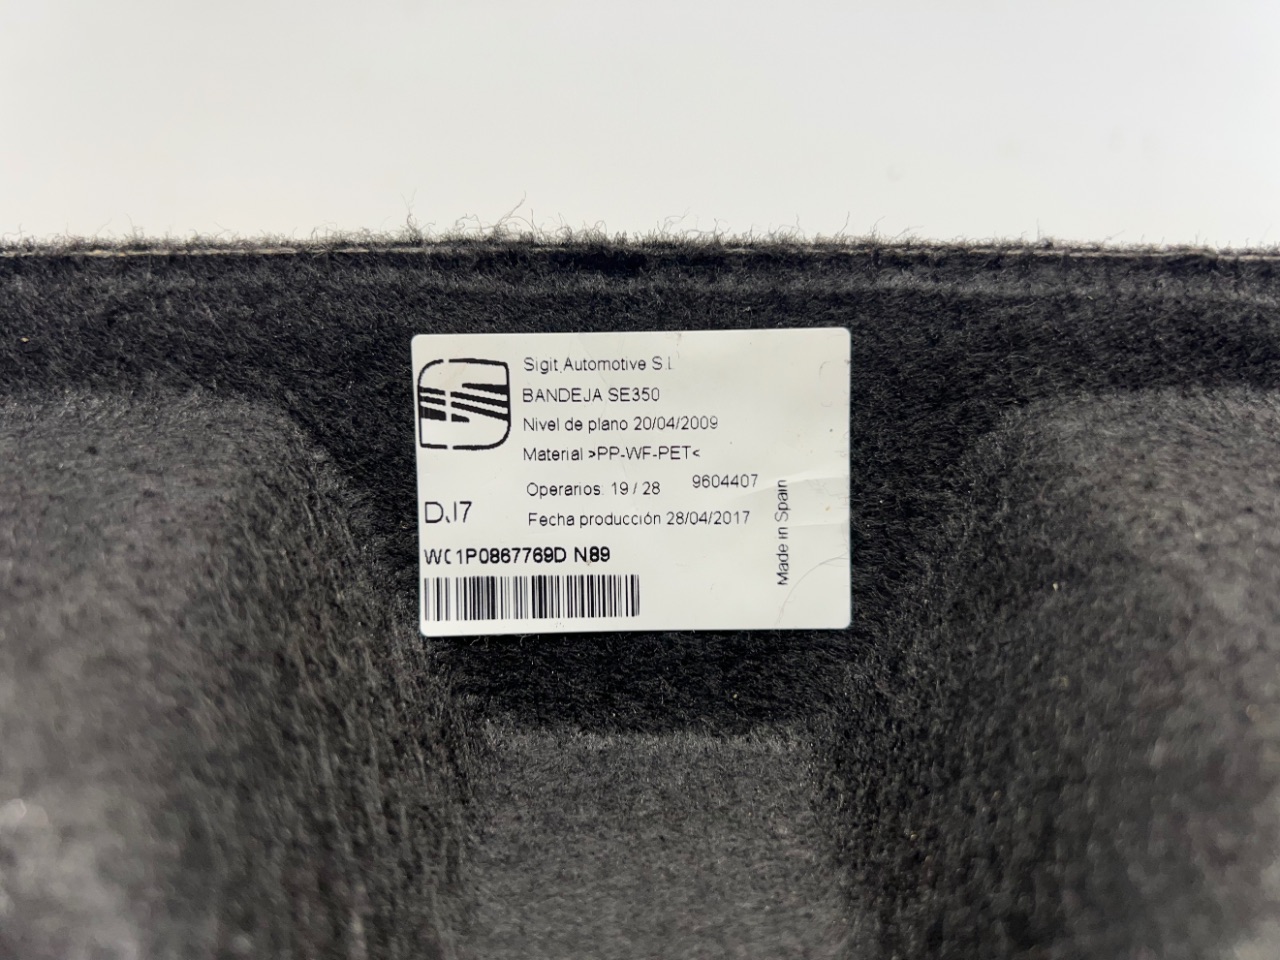 Sigit Automotive S.L
BANDEJA SE350
Nivel de plano 20/04/2009
Material >PP-WF-PET<
Operarios: 19 / 28 9604407
Fecha producción 28/04/2017
Made in Spain
1P0867769D N89